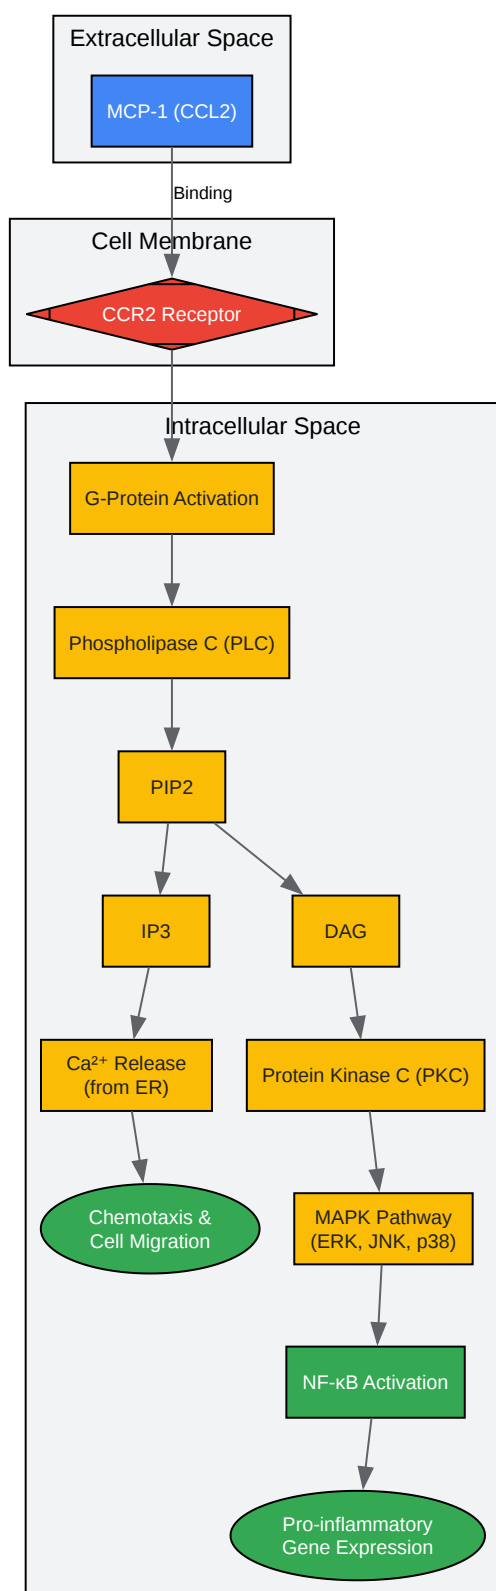 Extracellular Space
MCP-1 (CCL2)
Binding
Cell Membrane
CCR2 Receptor
Intracellular Space
G-Protein Activation
Phospholipase C (PLC)
PIP2
IP3
DAG
Ca²⁺ Release
(from ER)
Protein Kinase C (PKC)
Chemotaxis &
Cell Migration
MAPK Pathway
(ERK, JNK, p38)
NF-κB Activation
Pro-inflammatory
Gene Expression